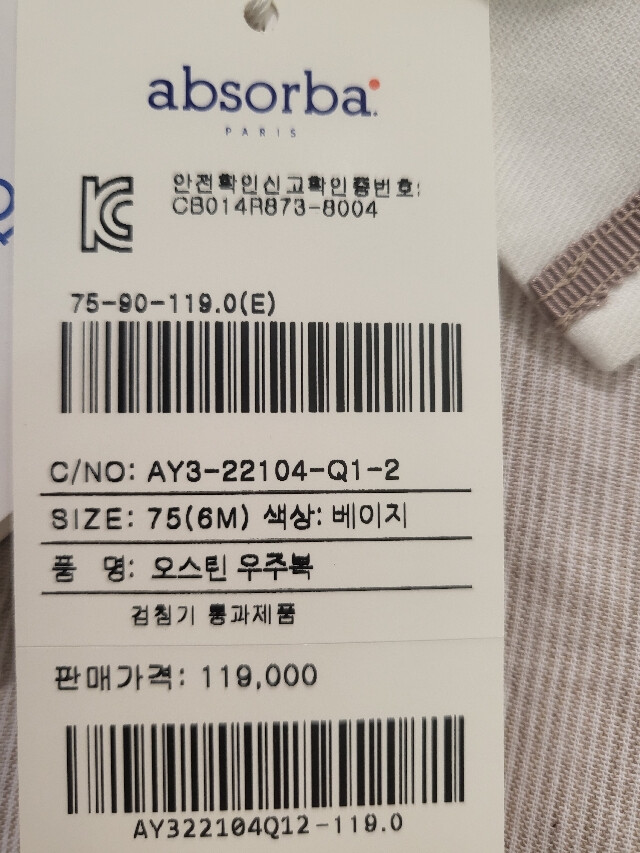 absorba.
PARIS
안전확인신고확인증번호:
CB014R873-8004
75-90-119.0(E)
C/NO: AY3-22104-Q1-2
SIZE: 75(6M) 색상: 베이지
품 명: 오스틴 우주복
검침기 통과제품
판매가격: 119,000
AY322104Q12-119.0